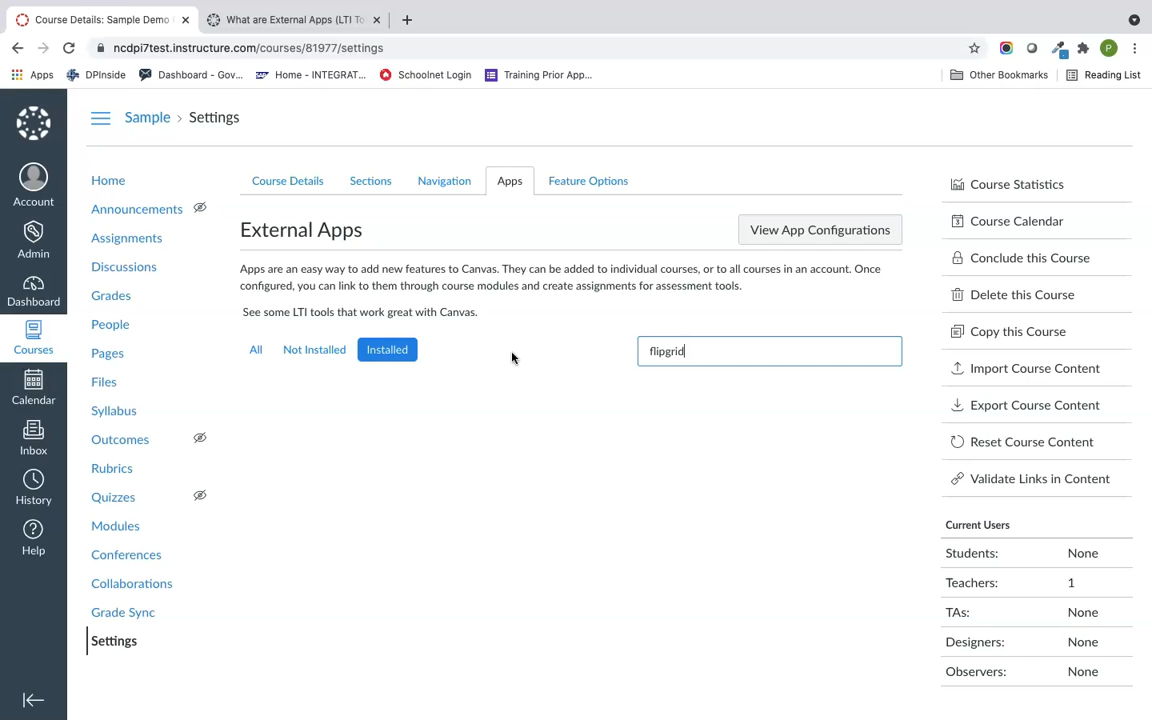 Course Details: Sample Demo
What are External Apps (LTI To
ncdpi7test.instructure.com/courses/81977/settings
P
Apps
DPInside
Dashboard - Gov...
Home - INTEGRAT...
Schoolnet Login
Training Prior App...
Other Bookmarks
Reading List
Sample › Settings
Account
Admin
Dashboard
Courses
Calendar
Inbox
History
Help
Home
Announcements
Assignments
Discussions
Grades
People
Pages
Files
Syllabus
Outcomes
Rubrics
Quizzes
Modules
Conferences
Collaborations
Grade Sync
Settings
Course Details
Sections
Navigation
Apps
Feature Options
External Apps
View App Configurations
Apps are an easy way to add new features to Canvas. They can be added to individual courses, or to all courses in an account. Once
configured, you can link to them through course modules and create assignments for assessment tools.
See some LTI tools that work great with Canvas.
All
Not Installed
Installed
flipgrid
Course Statistics
Course Calendar
Conclude this Course
Delete this Course
Copy this Course
Import Course Content
Export Course Content
Reset Course Content
Validate Links in Content
Current Users
Students: None
Teachers: 1
TAs: None
Designers: None
Observers: None